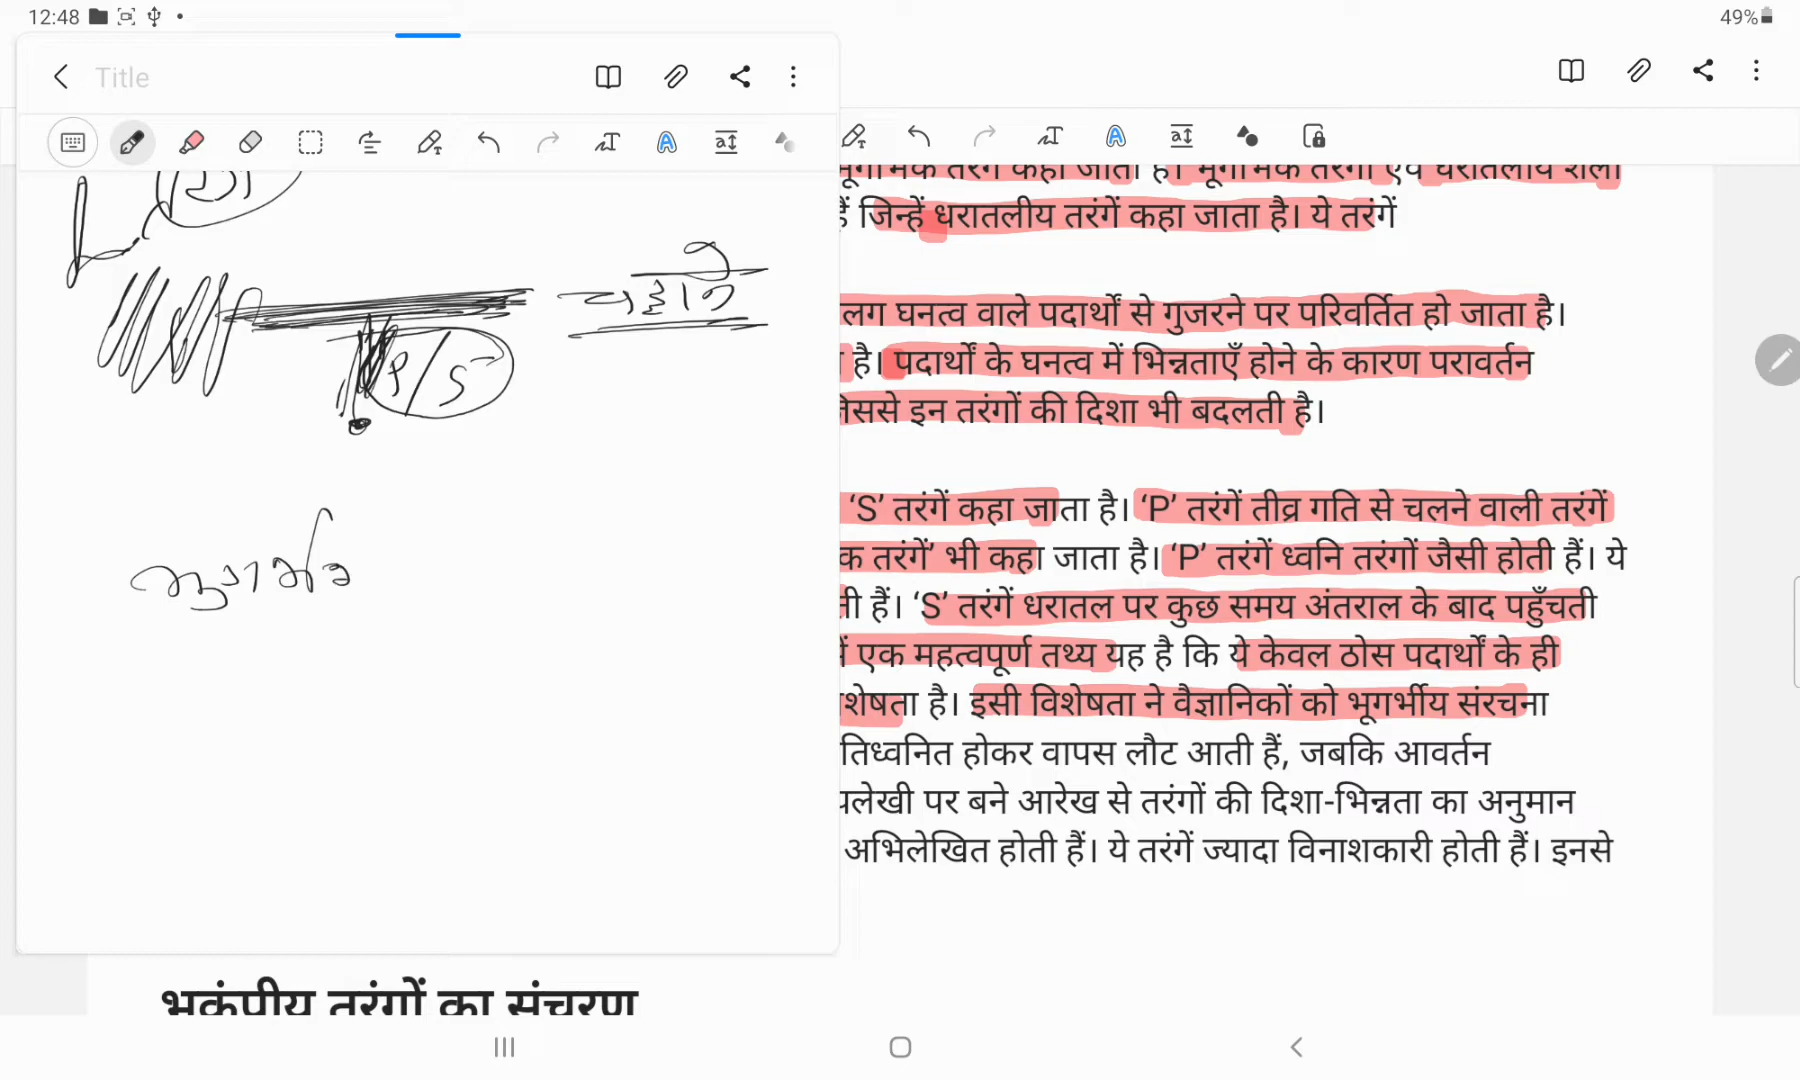 12:48
49%
Title
P/S
भूगर्भि
भूगर्भिक तरंगें कहा जाता है। भूगर्भिक तरंगों एवं धरातलीय शैलों
हैं जिन्हें धरातलीय तरंगें कहा जाता है। ये तरंगें
लग घनत्व वाले पदार्थों से गुजरने पर परिवर्तित हो जाता है।
है। पदार्थों के घनत्व में भिन्नताएँ होने के कारण परावर्तन
जिससे इन तरंगों की दिशा भी बदलती है।
‘S’ तरंगें कहा जाता है। ‘P’ तरंगें तीव्र गति से चलने वाली तरंगें
क तरंगें’ भी कहा जाता है। ‘P’ तरंगें ध्वनि तरंगों जैसी होती हैं। ये
ती हैं। ‘S’ तरंगें धरातल पर कुछ समय अंतराल के बाद पहुँचती
में एक महत्वपूर्ण तथ्य यह है कि ये केवल ठोस पदार्थों के ही
शेषता है। इसी विशेषता ने वैज्ञानिकों को भूगर्भीय संरचना
तिध्वनित होकर वापस लौट आती हैं, जबकि आवर्तन
लेखी पर बने आरेख से तरंगों की दिशा-भिन्नता का अनुमान
अभिलेखित होती हैं। ये तरंगें ज्यादा विनाशकारी होती हैं। इनसे
भूकंपीय तरंगों का संचरण